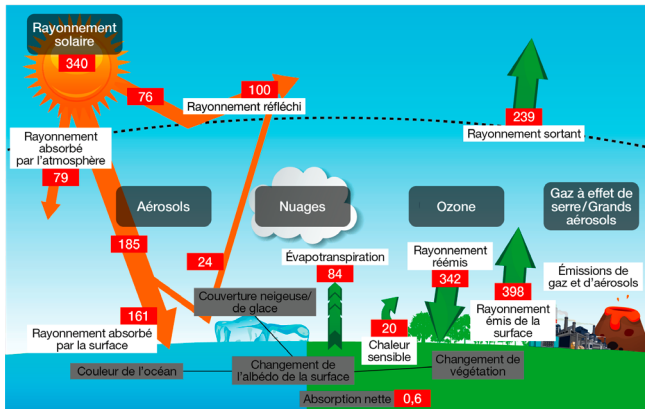 Rayonnement
solaire
340
76
100
Rayonnement réfléchi
239
Rayonnement sortant
Rayonnement
absorbé
par l'atmosphère
79
Aérosols
Nuages
Ozone
Gaz à effet de
serre/Grands
aérosols
185
24
Évapotranspiration
84
Rayonnement
réémis
342
398
Rayonnement
émis de la
surface
Émissions de
gaz et d'aérosols
Couverture neigeuse/
de glace
161
Rayonnement absorbé
par la surface
20
Chaleur
sensible
Couleur de l'océan
Changement de
l'albédo de la surface
Changement de
végétation
Absorption nette 0,6